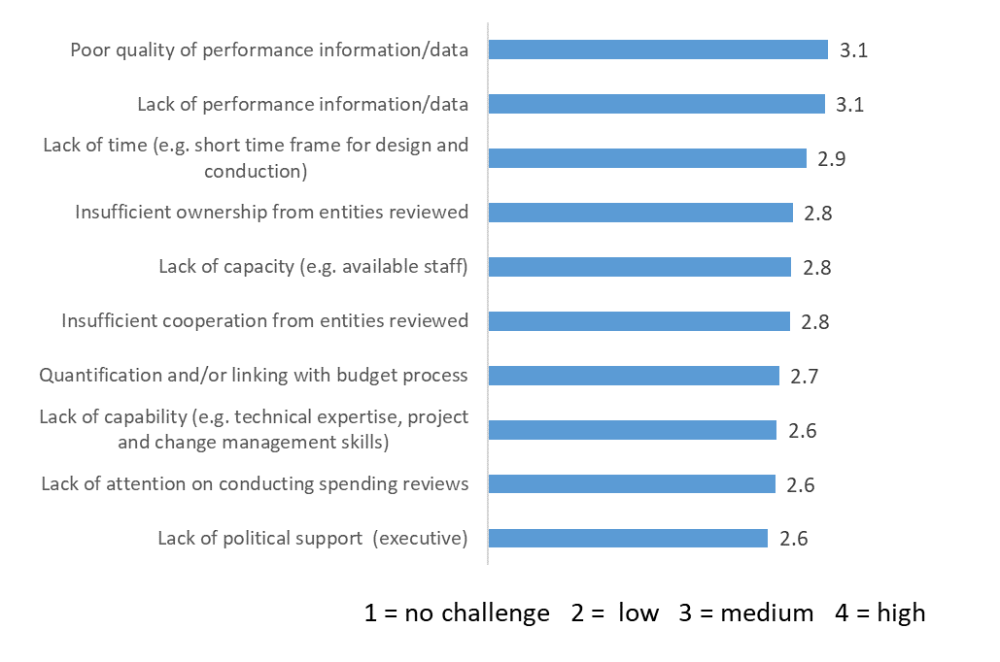 Poor quality of performance information/data 3.1
Lack of performance information/data 3.1
Lack of time (e.g. short time frame for design and
conduction) 2.9
Insufficient ownership from entities reviewed 2.8
Lack of capacity (e.g. available staff) 2.8
Insufficient cooperation from entities reviewed 2.8
Quantification and/or linking with budget process 2.7
Lack of capability (e.g. technical expertise, project
and change management skills) 2.6
Lack of attention on conducting spending reviews 2.6
Lack of political support (executive) 2.6
1 = no challenge 2 = low 3 = medium 4 = high